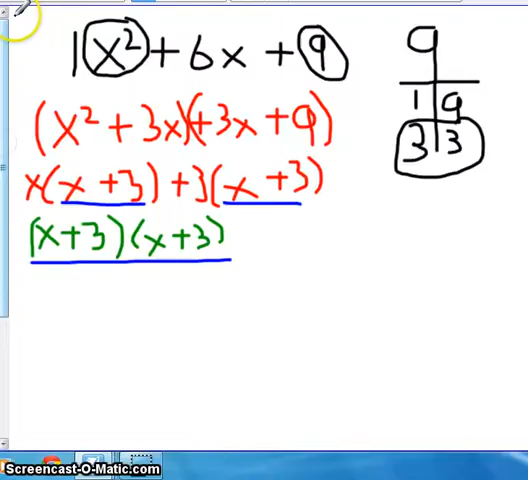 1x² + 6x + 9
(x² + 3x)(+3x + 9)
x(x + 3) + 3(x + 3)
(x + 3)(x + 3)
9
1 9
3 3
Screencast-O-Matic.com